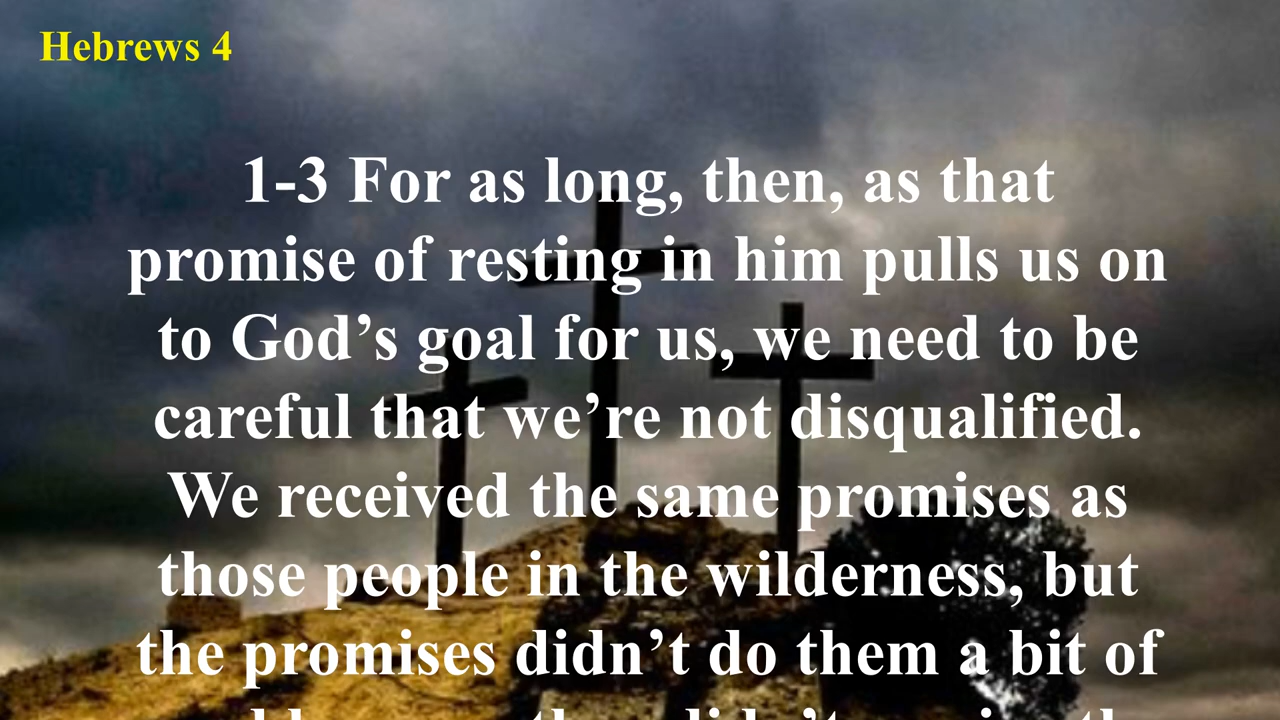 Hebrews 4
1-3 For as long, then, as that
promise of resting in him pulls us on
to God’s goal for us, we need to be
careful that we’re not disqualified.
We received the same promises as
those people in the wilderness, but
the promises didn’t do them a bit of